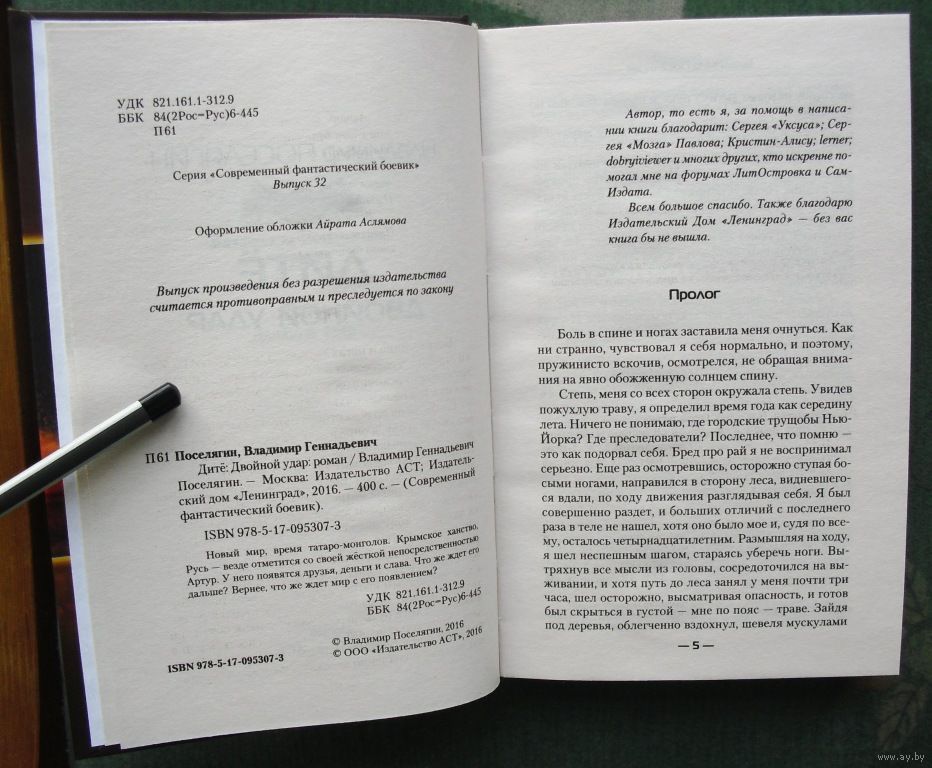 УДК 821.161.1-312.9
ББК 84(2Рос=Рус)6-445
П61
Серия «Современный фантастический боевик»
Выпуск 32
Оформление обложки Айрата Аслямова
Выпуск произведения без разрешения издательства
считается противоправным и преследуется по закону
Поселягин, Владимир Геннадьевич
П61 Дитё: Двойной удар: роман / Владимир Геннадьевич
Поселягин. — Москва: Издательство АСТ; Издатель-
ский дом «Ленинград», 2016. — 400 с. — (Современный
фантастический боевик).
ISBN 978-5-17-095307-3
Новый мир, время татаро-монголов. Крымское ханство,
Русь — везде отметится со своей жёсткой непосредственностью
Артур. У него появятся друзья, деньги и слава. Что же ждет его
дальше? Вернее, что же ждет мир с его появлением?
УДК 821.161.1-312.9
ББК 84(2Рос=Рус)6-445
© Владимир Поселягин, 2016
© ООО «Издательство АСТ», 2016
ISBN 978-5-17-095307-3
Автор, то есть я, за помощь в написа-
нии книги благодарит: Сергея «Уксуса»; Сер-
гея «Мозга» Павлова; Кристин-Алису; lerner;
dobryiviewer и многих других, кто искренне по-
могал мне на форумах ЛитОстровка и Сам-
Издата.
Всем большое спасибо. Также благодарю
Издательский Дом «Ленинград» — без вас
книга бы не вышла.
Пролог
Боль в спине и ногах заставила меня очнуться. Как
ни странно, чувствовал я себя нормально, и поэтому,
пружинисто вскочив, осмотрелся, не обращая внима-
ния на явно обожженную солнцем спину.
Степь, меня со всех сторон окружала степь. Увидев
пожухлую траву, я определил время года как середину
лета. Ничего не понимаю, где городские трущобы Нью-
Йорка? Где преследователи? Последнее, что помню —
это как подорвал себя. Бред про рай я не воспринимал
серьезно. Еще раз осмотревшись, осторожно ступая бо-
сыми ногами, направился в сторону леса, видневшего-
ся вдали, по ходу движения разглядывая себя. Я был
совершенно раздет, и больших отличий с последнего
раза в теле не нашел, хотя оно было мое и, судя по все-
му, осталось четырнадцатилетним. Размышляя на ходу,
я шел неспешным шагом, стараясь уберечь ноги. Вы-
тряхнув все мысли из головы, сосредоточился на вы-
живании, и хотя путь до леса занял у меня почти три
часа, шел осторожно, высматривая опасность, и готов
был скрыться в густой — мне по пояс — траве. Зайдя
под деревья, облегченно вздохнул, шевеля мускулами
— 5 —
www.ay.by